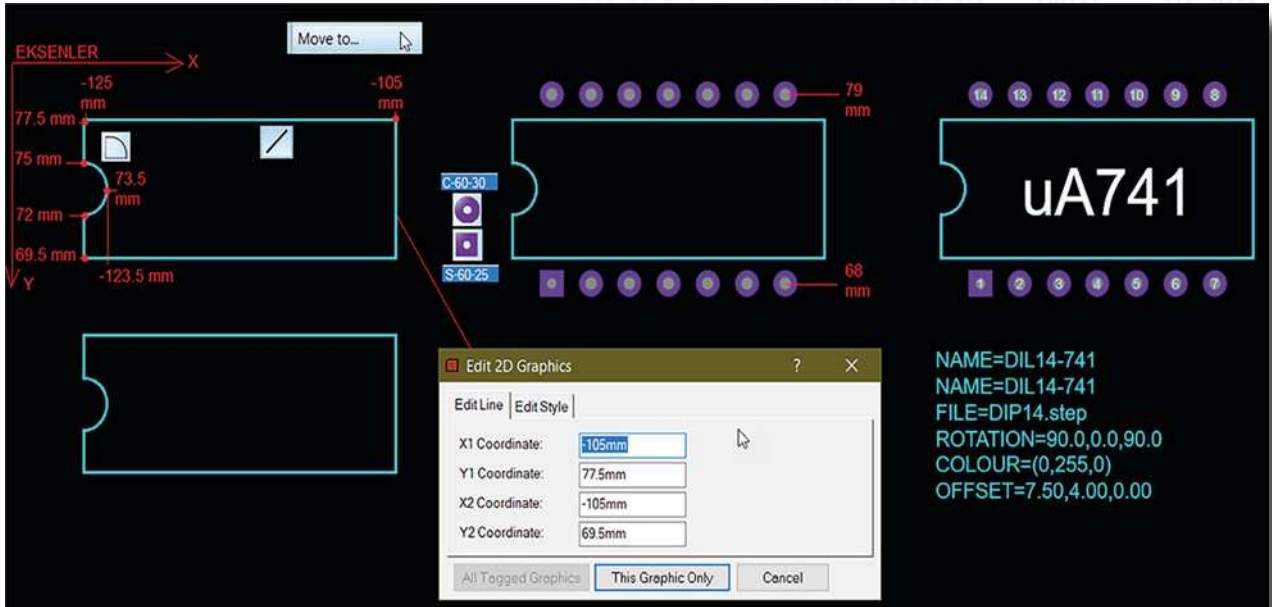 Move to...
EKSENLER
X
-125
mm
-105
mm
77.5 mm
75 mm
73.5
mm
72 mm
69.5 mm
-123.5 mm
Y
C-60-30
S-60-25
79
mm
68
mm
14 13 12 11 10 9 8
uA741
1 2 3 4 5 6 7
Edit 2D Graphics ? X
Edit Line Edit Style
X1 Coordinate: -105mm
Y1 Coordinate: 77.5mm
X2 Coordinate: -105mm
Y2 Coordinate: 69.5mm
All Tagged Graphics This Graphic Only Cancel
NAME=DIL14-741
NAME=DIL14-741
FILE=DIP14.step
ROTATION=90.0,0.0,90.0
COLOUR=(0,255,0)
OFFSET=7.50,4.00,0.00